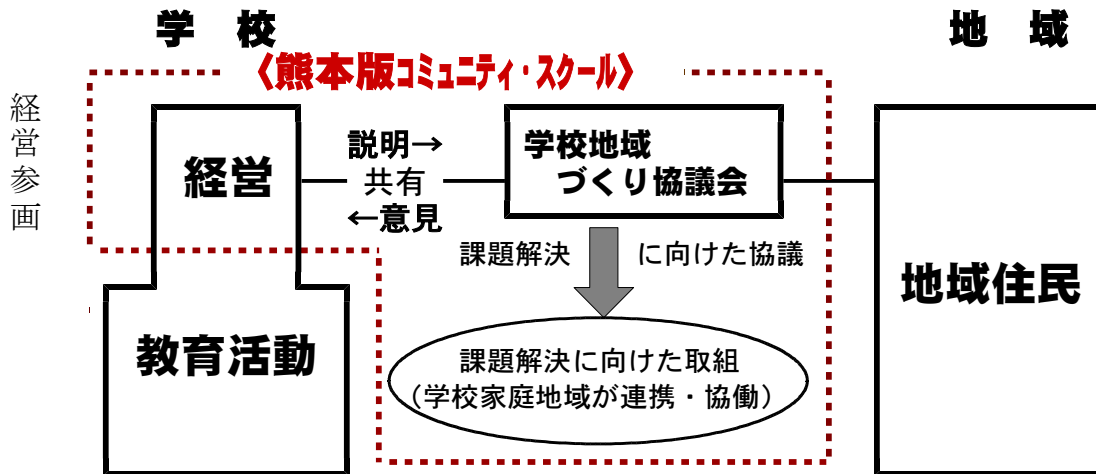 学 校
地 域
《熊本版コミュニティ・スクール》
経営参画
経営
説明→
共有
←意見
学校地域
づくり協議会
課題解決 に向けた協議
地域住民
教育活動
課題解決に向けた取組
(学校家庭地域が連携・協働)